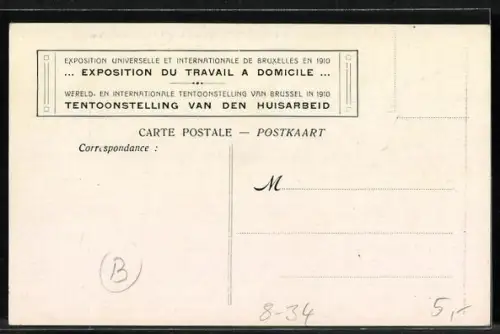 EXPOSITION UNIVERSELLE ET INTERNATIONALE DE BRUXELLES EN 1910
... EXPOSITION DU TRAVAIL A DOMICILE ...
WERELD- EN INTERNATIONALE TENTOONSTELLING VAN BRUSSEL IN 1910
TENTOONSTELLING VAN DEN HUISARBEID
CARTE POSTALE — POSTKAART
Correspondance :
M
B
8-34
5,-